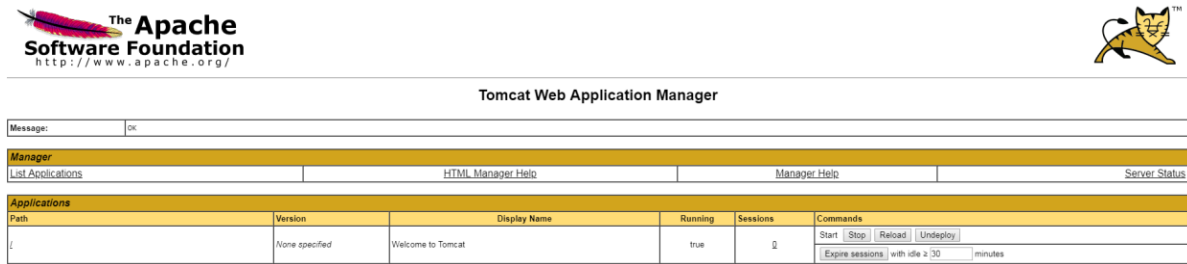 The Apache
Software Foundation
http://www.apache.org/
TM
Tomcat Web Application Manager
Message: OK
Manager
List Applications HTML Manager Help Manager Help Server Status
Applications
Path Version Display Name Running Sessions Commands
/ None specified Welcome to Tomcat true 0 Start Stop Reload Undeploy
Expire sessions with idle ≥ 30 minutes